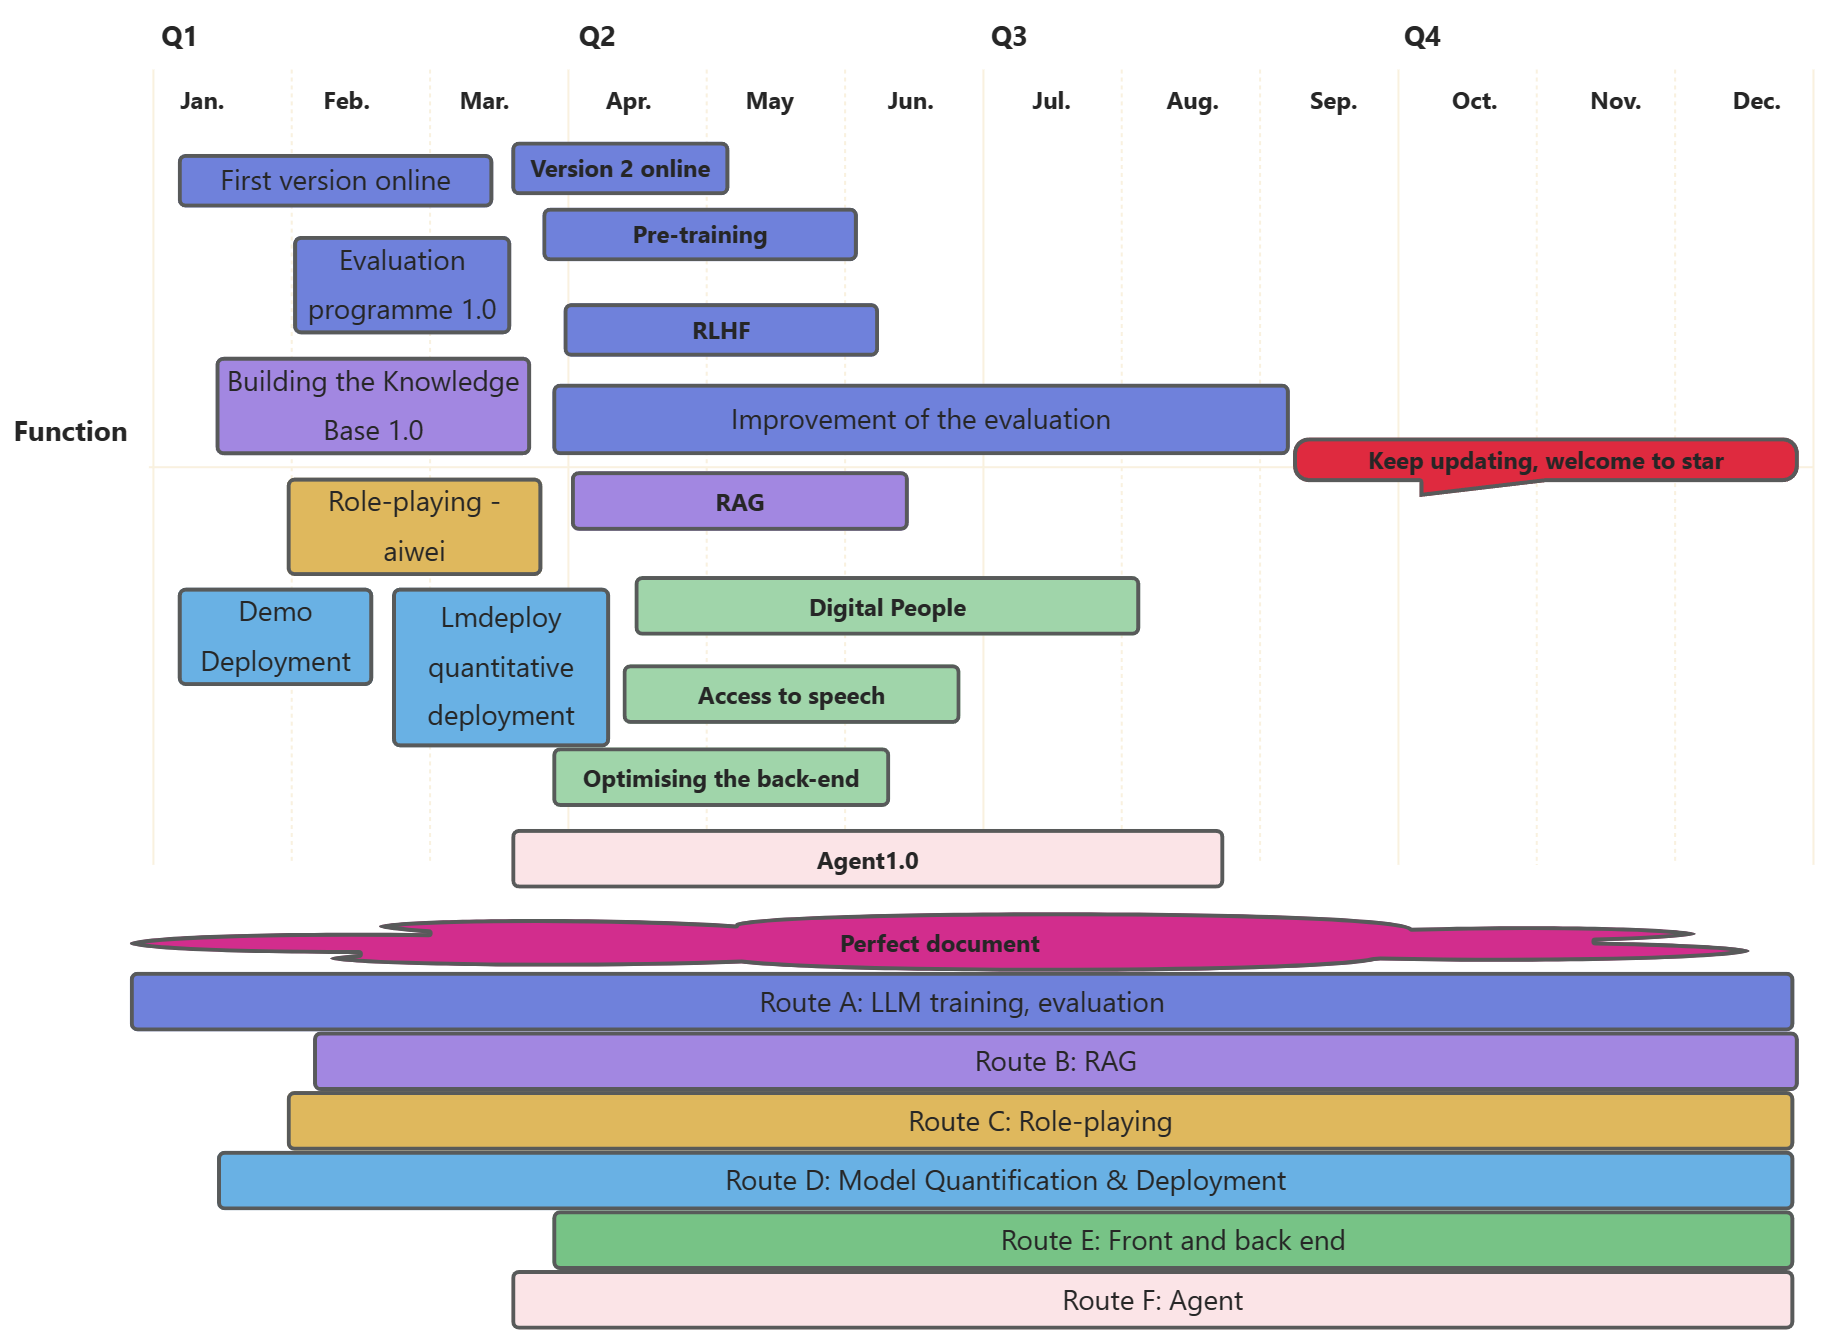 Q1
Q2
Q3
Q4
Jan.
Feb.
Mar.
Apr.
May
Jun.
Jul.
Aug.
Sep.
Oct.
Nov.
Dec.
First version online
Version 2 online
Pre-training
Evaluation
programme 1.0
RLHF
Building the Knowledge
Base 1.0
Improvement of the evaluation
Function
Keep updating, welcome to star
Role-playing -
aiwei
RAG
Demo
Deployment
Lmdeploy
quantitative
deployment
Digital People
Access to speech
Optimising the back-end
Agent1.0
Perfect document
Route A: LLM training, evaluation
Route B: RAG
Route C: Role-playing
Route D: Model Quantification & Deployment
Route E: Front and back end
Route F: Agent